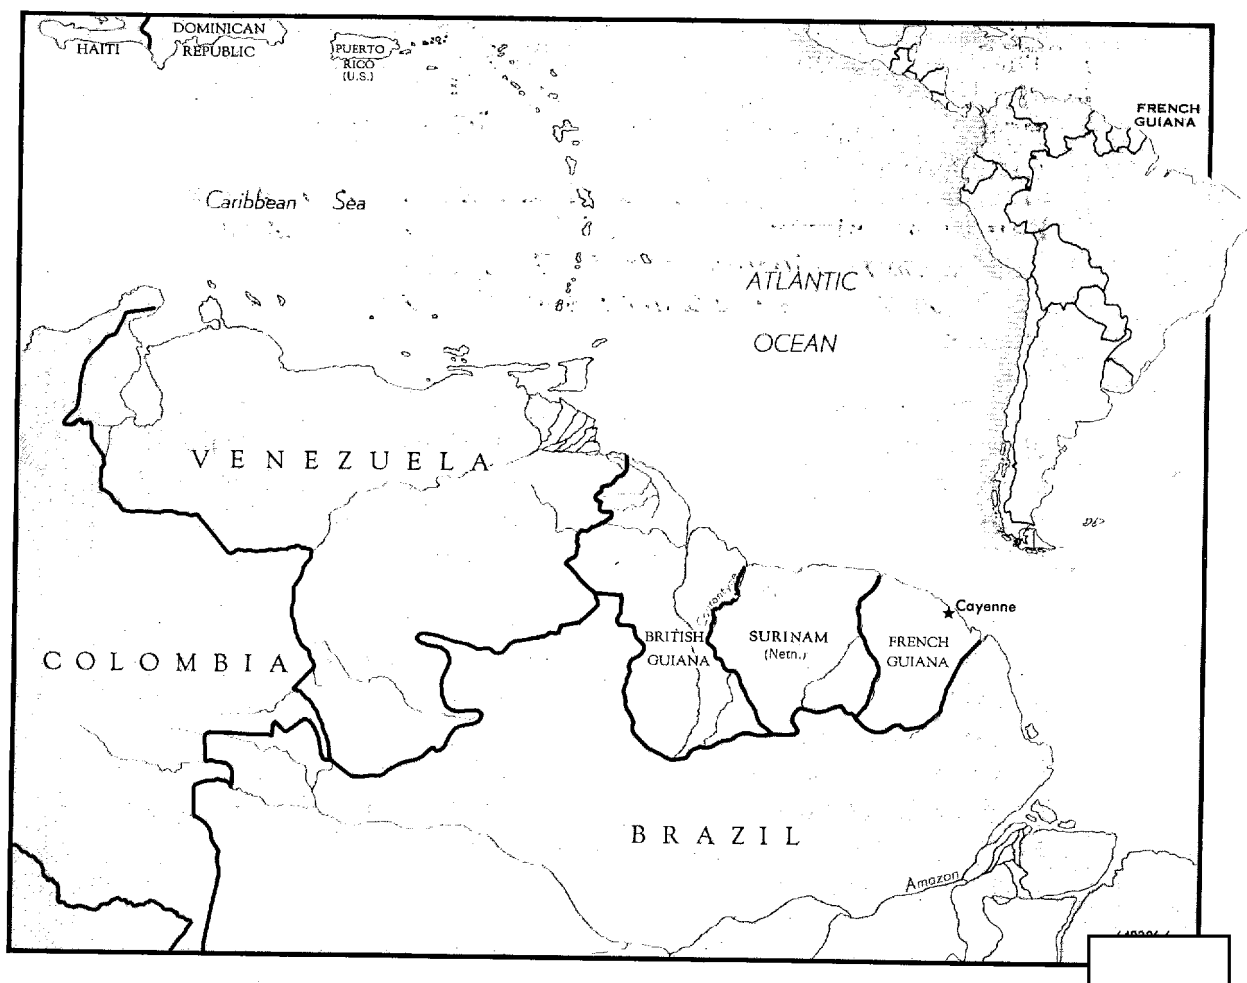 HAITI
DOMINICAN
REPUBLIC
PUERTO
RICO
(U.S.)
FRENCH
GUIANA
Caribbean Sea
ATLANTIC
OCEAN
VENEZUELA
Cayenne
COLOMBIA
BRITISH
GUIANA
SURINAM
(Neth.)
FRENCH
GUIANA
BRAZIL
Amazon